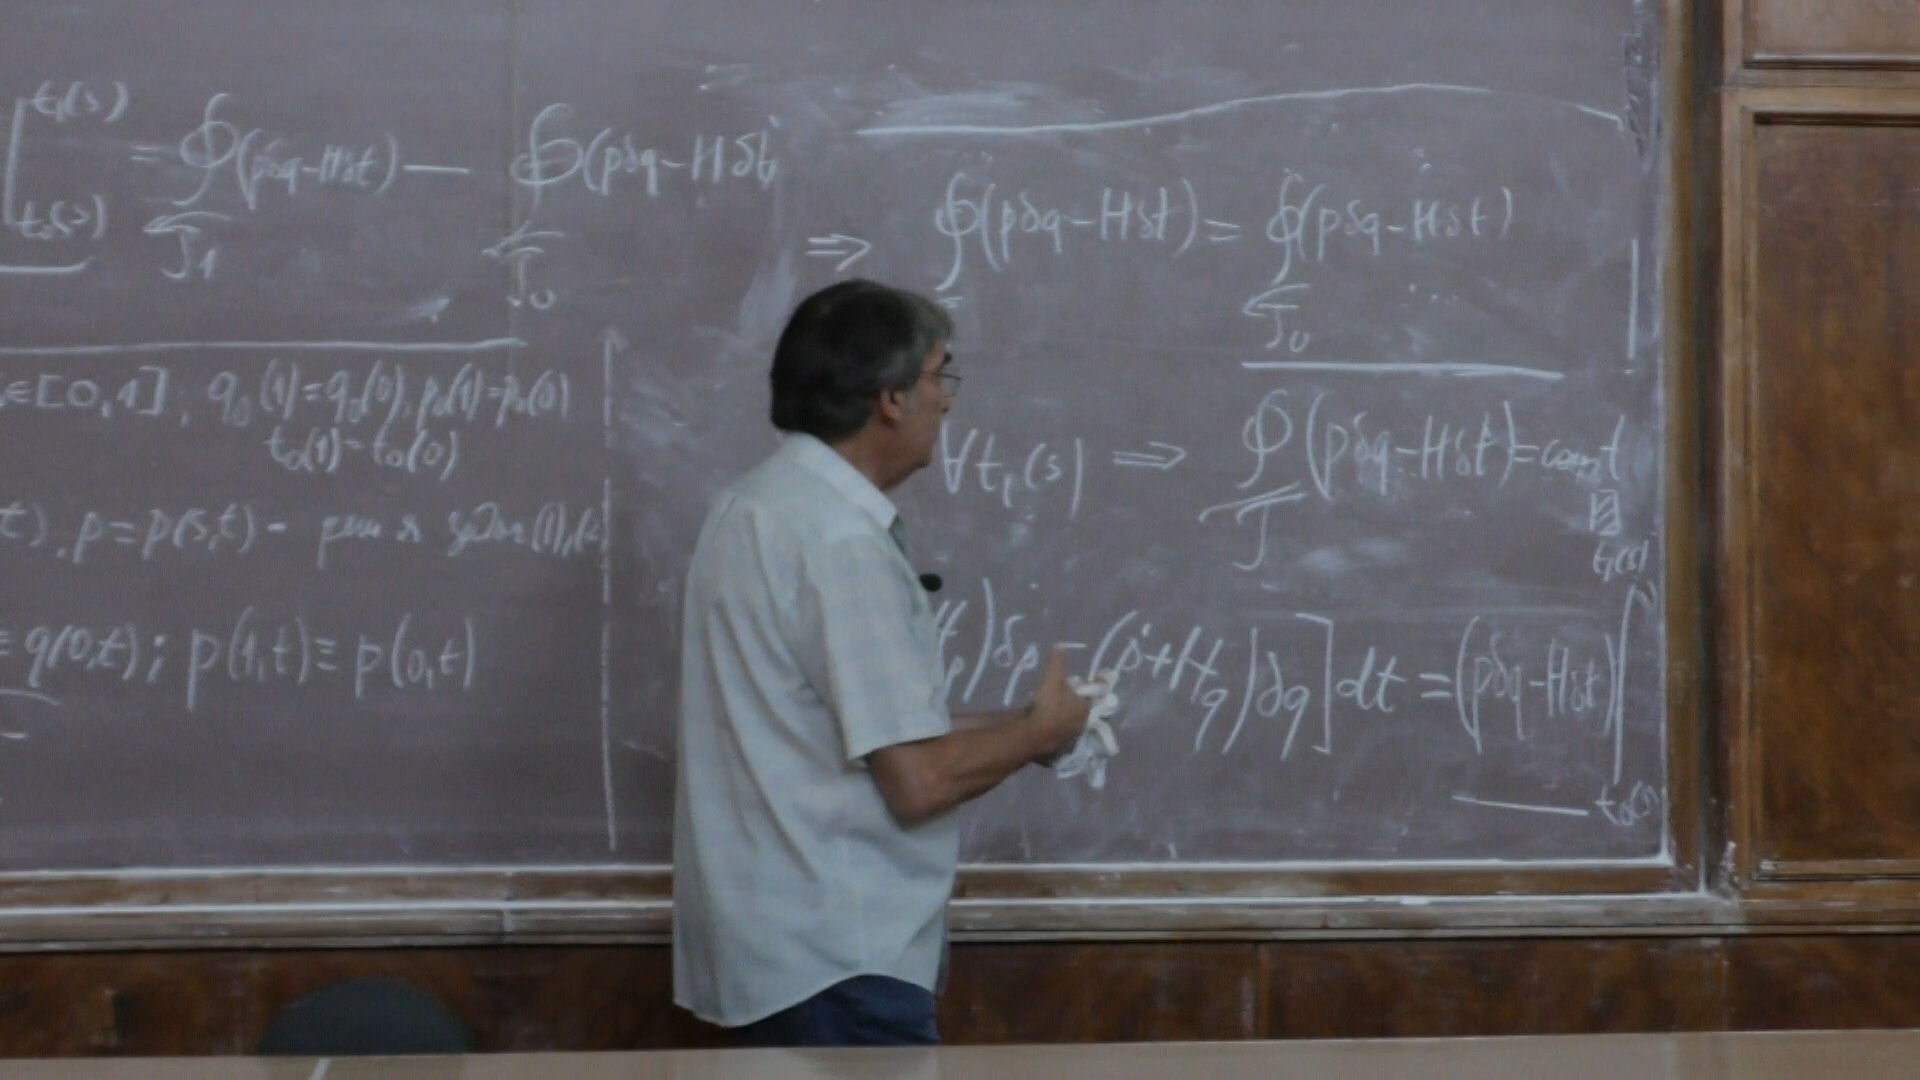 |_{t₀(s)}^{t₁(s)} = ∮_{J₁} (pδq-Hδt) — ∮_{J₀} (pδq-Hδt
∈[0,1]; q₀(1)=q₀(0), p₀(1)=p₀(0)
t₀(1)=t₀(0)
t), p=p(s,t)-
≡ q(0,t); p(1,t)≡p(0,t)
⇒ ∮(pδq-Hδt)= ∮_{J₀} (pδq-Hδt)
∀t₁(s) ⇒ ∮_J (pδq-Hδt)=const
p)δp-(ṗ+H_q)δq]dt=(pδq-Hδt)|_{t₀(s)}^{t₁(s)}